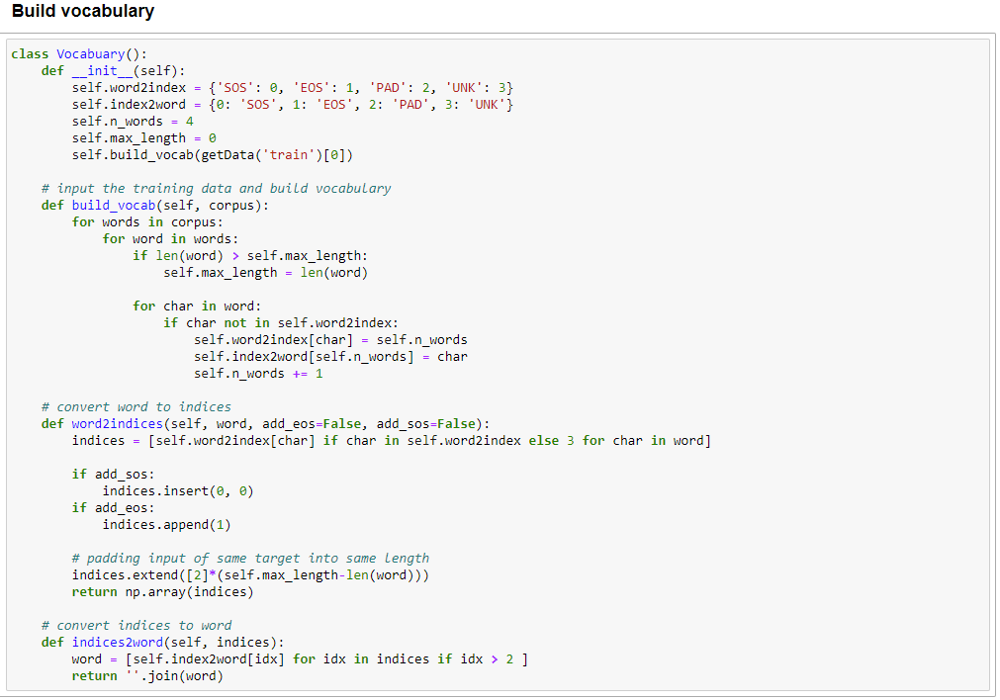 Build vocabulary
class Vocabuary():
    def __init__(self):
        self.word2index = {'SOS': 0, 'EOS': 1, 'PAD': 2, 'UNK': 3}
        self.index2word = {0: 'SOS', 1: 'EOS', 2: 'PAD', 3: 'UNK'}
        self.n_words = 4
        self.max_length = 0
        self.build_vocab(getData('train')[0])
    # input the training data and build vocabulary
    def build_vocab(self, corpus):
        for words in corpus:
            for word in words:
                if len(word) > self.max_length:
                    self.max_length = len(word)
                for char in word:
                    if char not in self.word2index:
                        self.word2index[char] = self.n_words
                        self.index2word[self.n_words] = char
                        self.n_words += 1
    # convert word to indices
    def word2indices(self, word, add_eos=False, add_sos=False):
        indices = [self.word2index[char] if char in self.word2index else 3 for char in word]
        if add_sos:
            indices.insert(0, 0)
        if add_eos:
            indices.append(1)
        # padding input of same target into same length
        indices.extend([2]*(self.max_length-len(word)))
        return np.array(indices)
    # convert indices to word
    def indices2word(self, indices):
        word = [self.index2word[idx] for idx in indices if idx > 2 ]
        return ''.join(word)